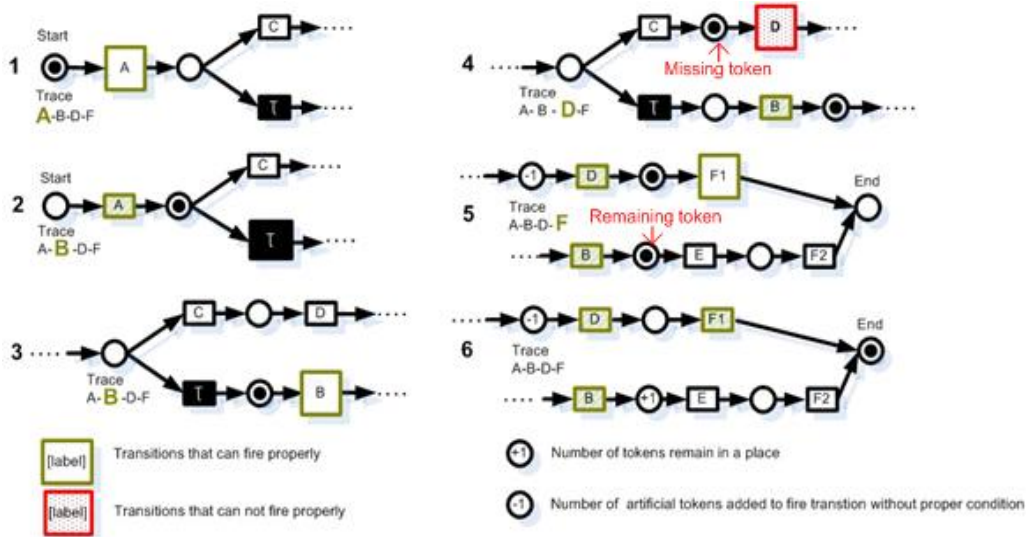 1
Start
A
C
τ
Trace
A-B-D-F
2
Start
A
C
τ
Trace
A-B-D-F
3
C
D
τ
B
Trace
A-B-D-F
[label] Transitions that can fire properly
[label] Transitions that can not fire properly
4
C
D
Missing token
Trace
A-B-D-F
τ
B
5
-1
D
F1
End
Trace
A-B-D-F
Remaining token
B
E
F2
6
-1
D
F1
End
Trace
A-B-D-F
B
+1
E
F2
+1 Number of tokens remain in a place
-1 Number of artificial tokens added to fire transtion without proper condition